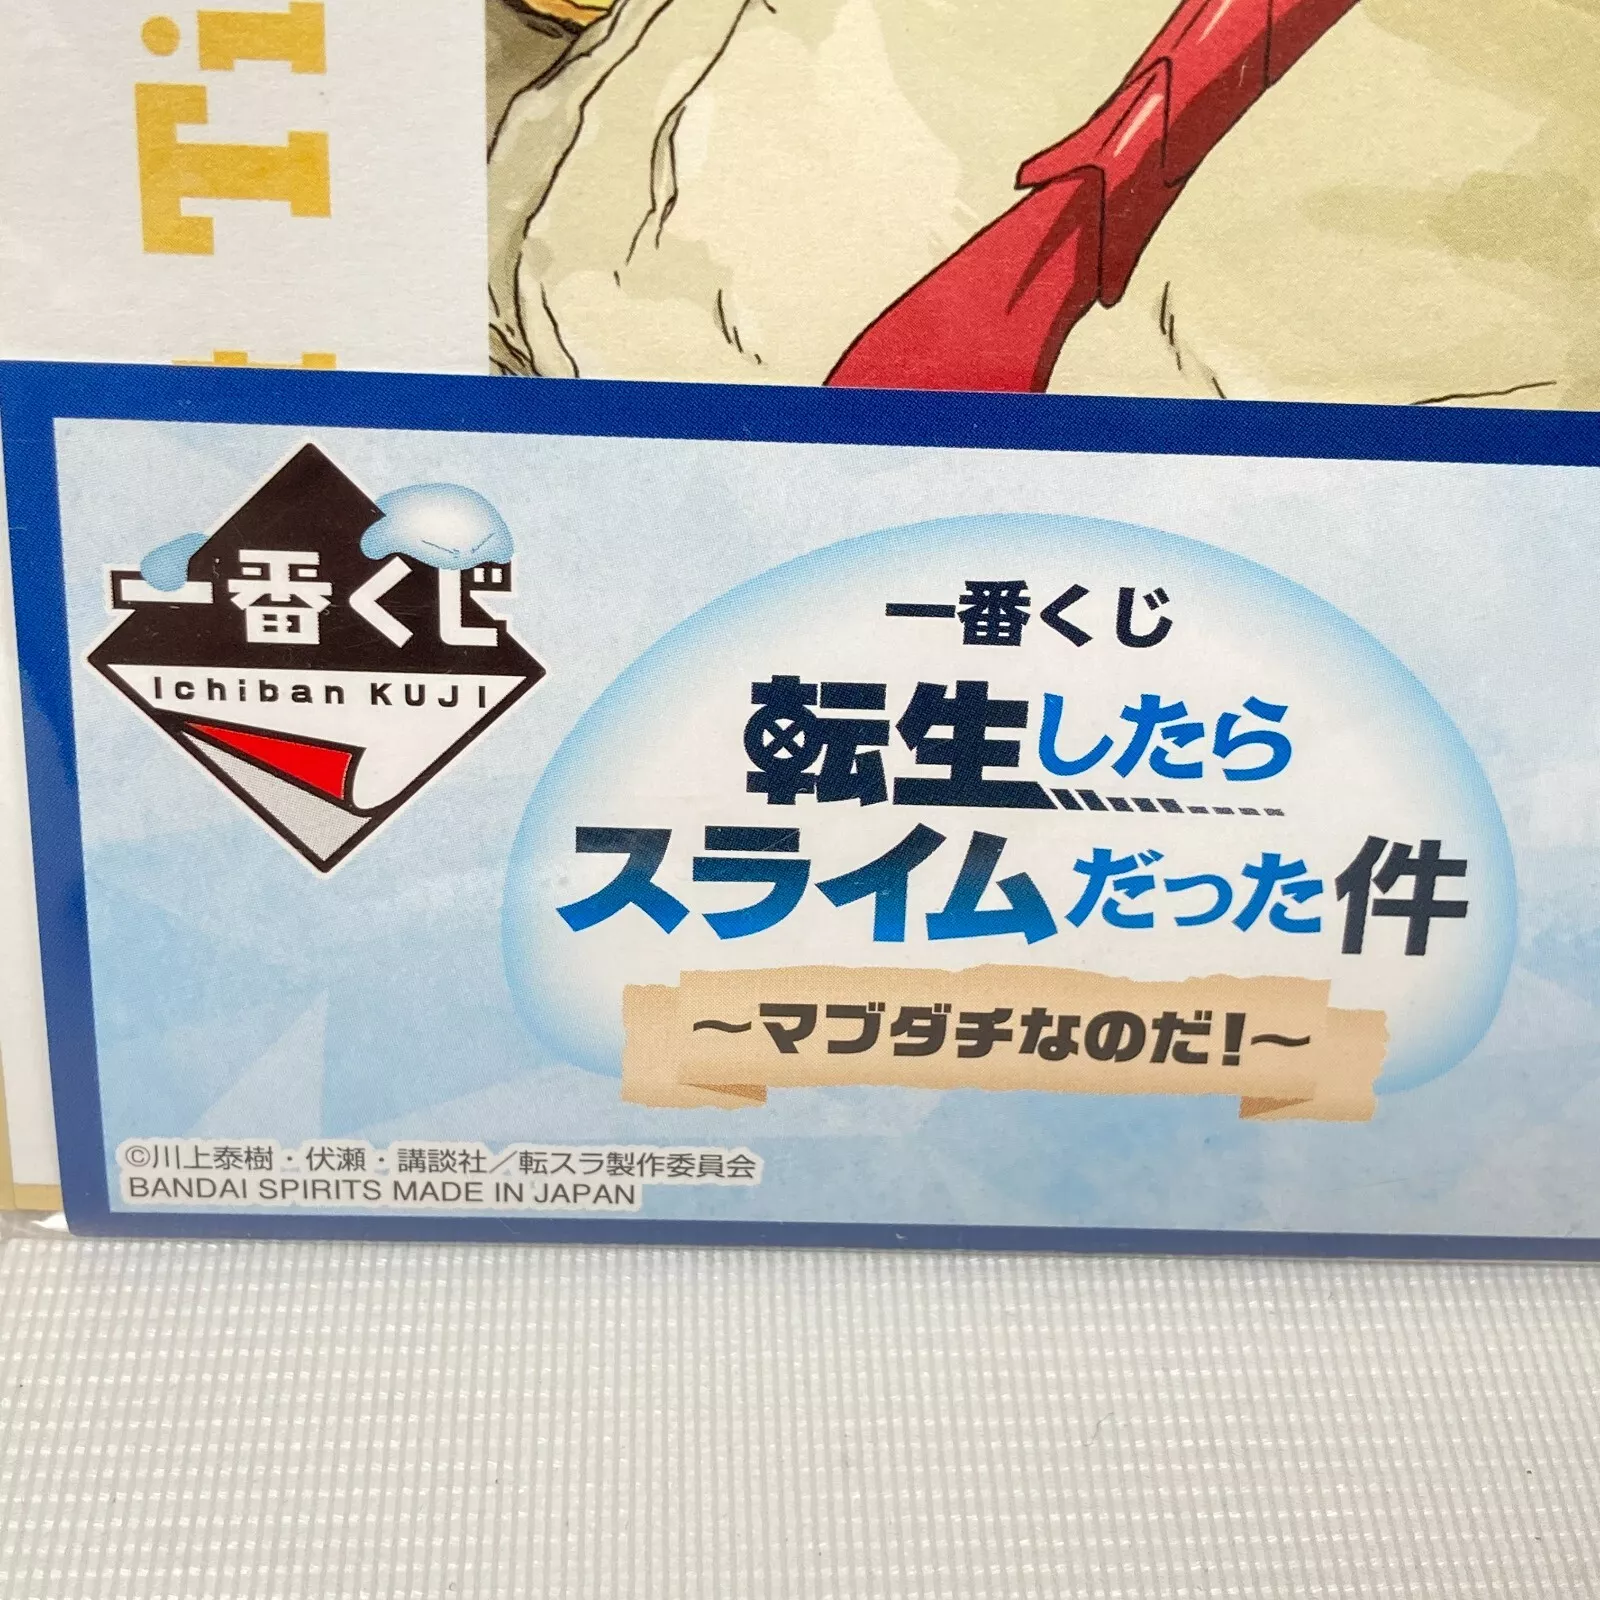 一番くじ
Ichiban KUJI
一番くじ
転生したら
スライムだった件
～マブダチなのだ!～
©川上泰樹・伏瀬・講談社／転スラ製作委員会
BANDAI SPIRITS MADE IN JAPAN